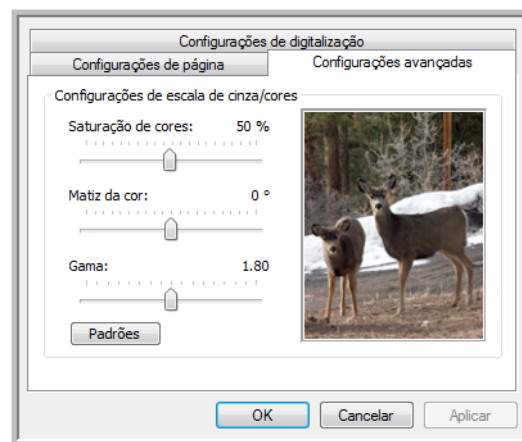 Configurações de digitalização
Configurações de página
Configurações avançadas
Configurações de escala de cinza/cores
Saturação de cores: 50 %
Matiz da cor: 0 °
Gama: 1.80
Padrões
OK
Cancelar
Aplicar